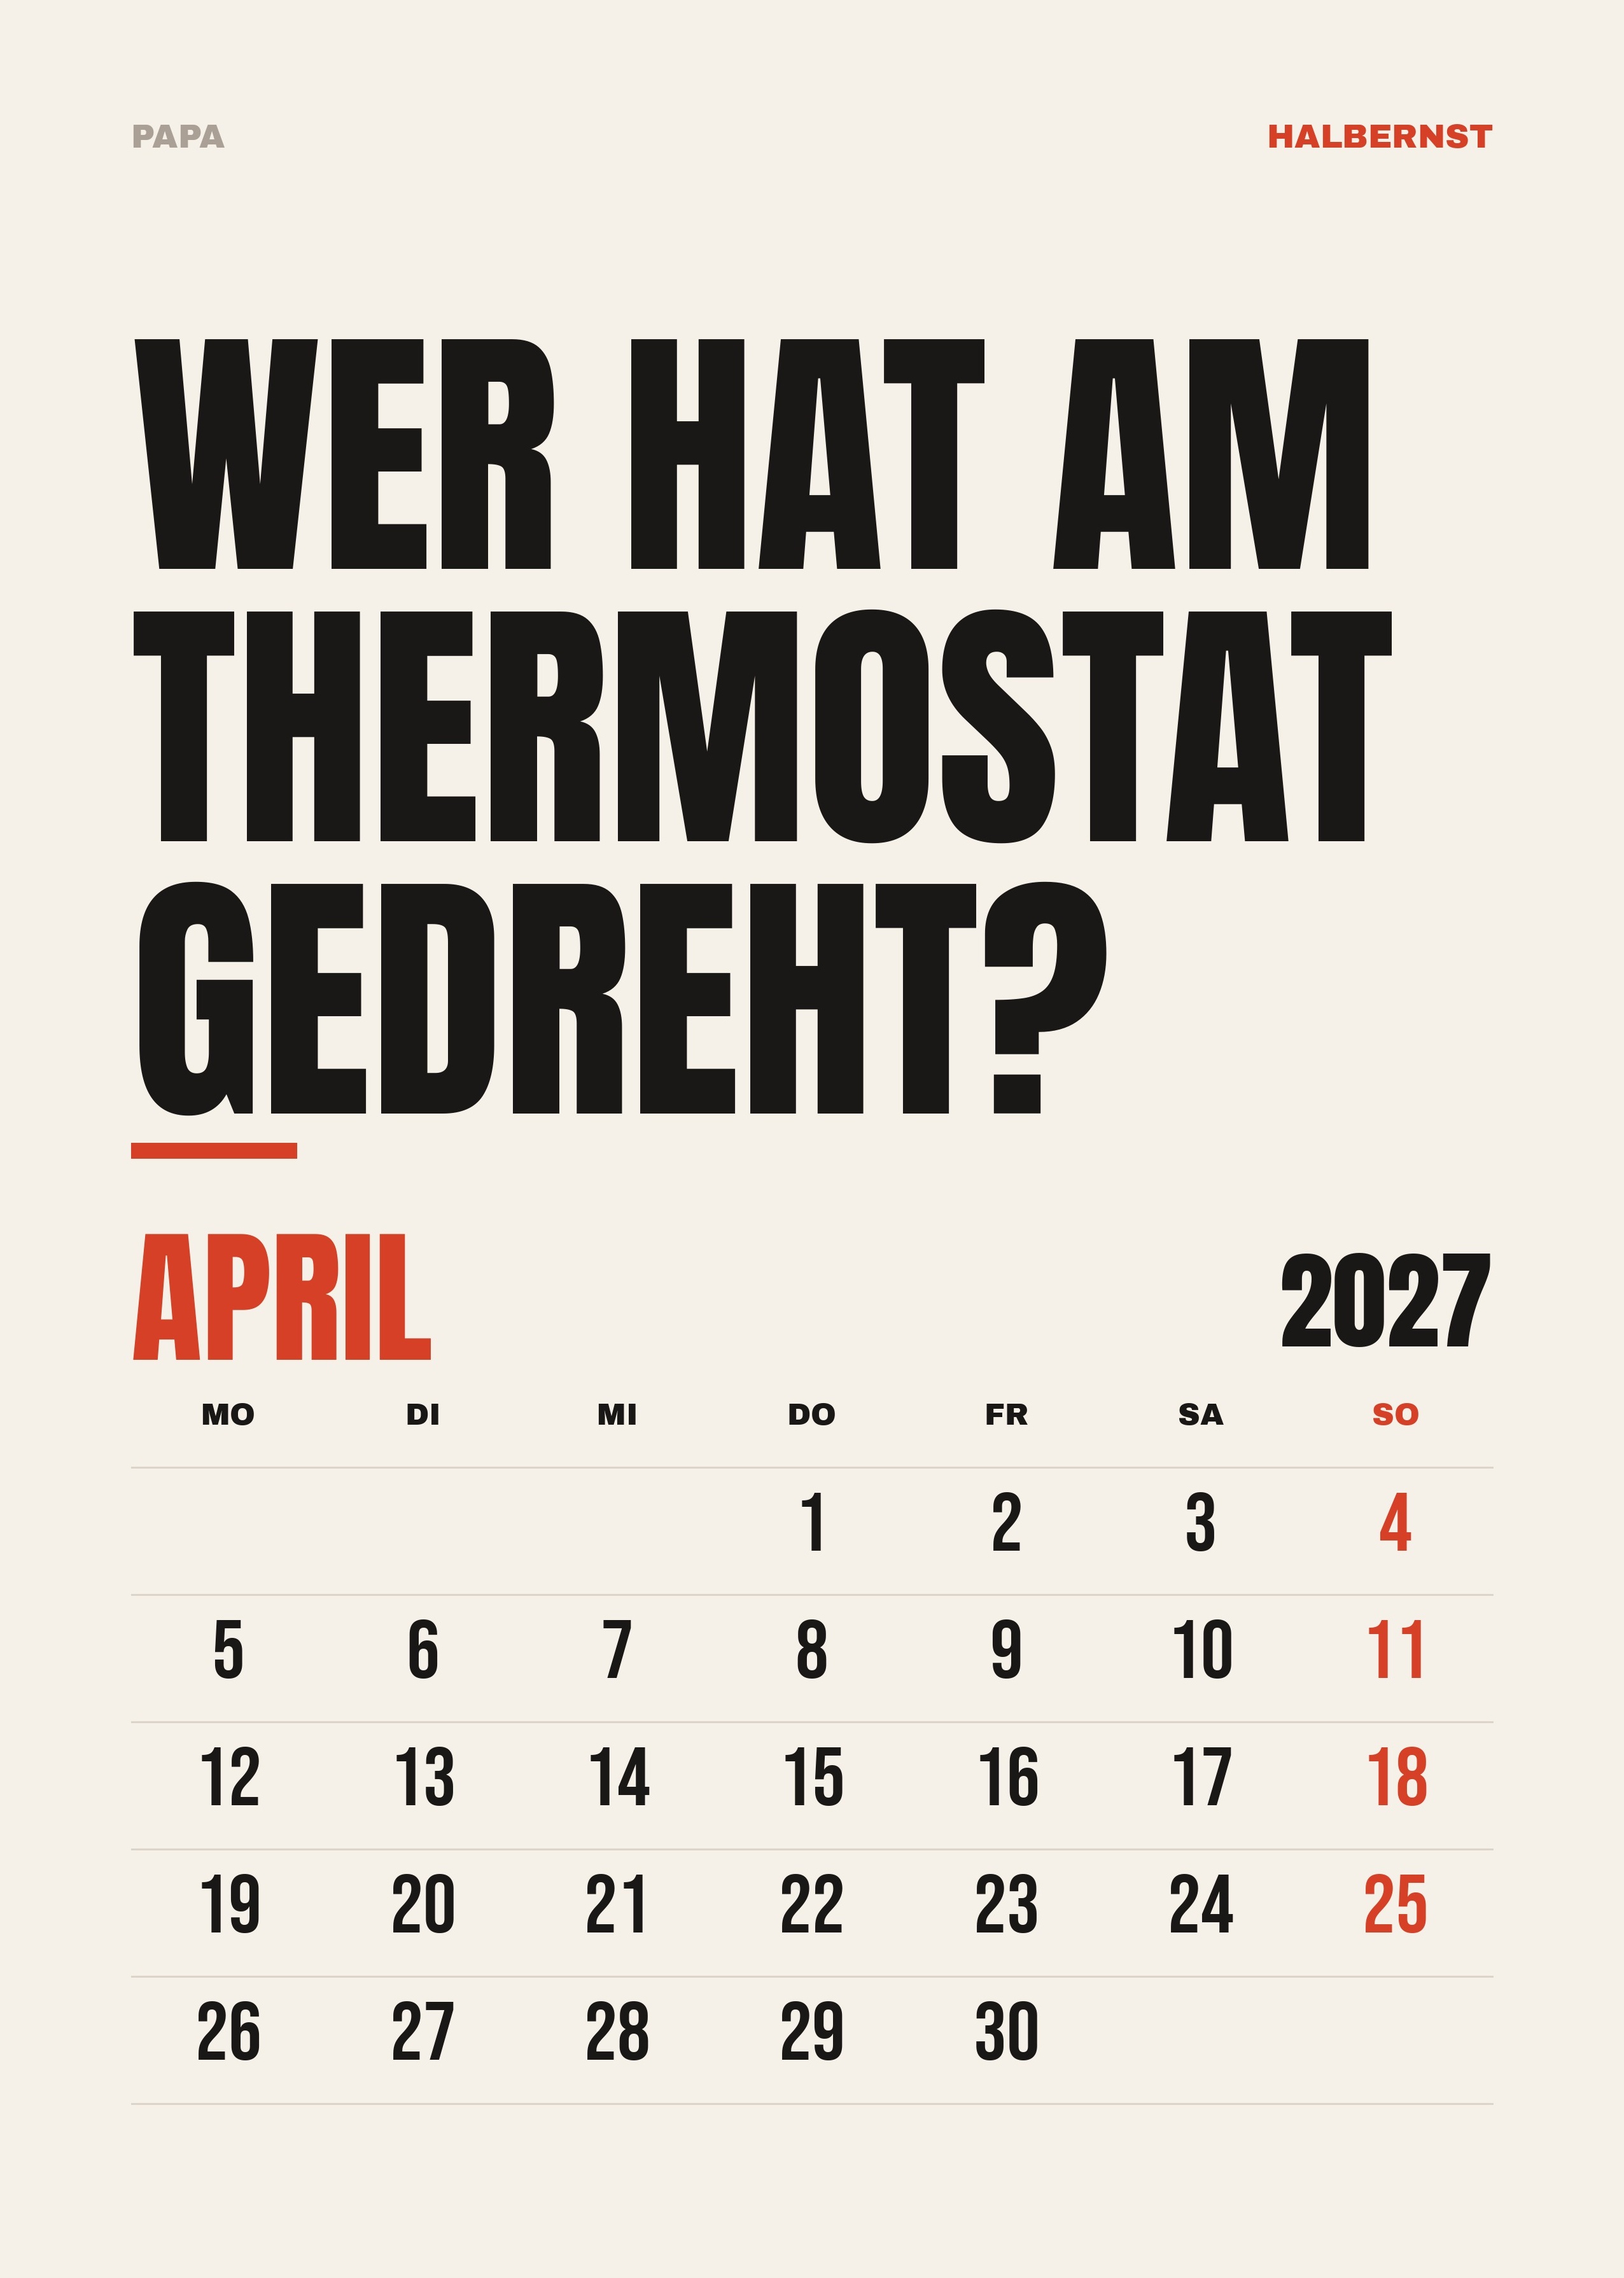 PAPA HALBERNST
WER HAT AM
THERMOSTAT
GEDREHT?
APRIL 2027
MO DI MI DO FR SA SO
1 2 3 4
5 6 7 8 9 10 11
12 13 14 15 16 17 18
19 20 21 22 23 24 25
26 27 28 29 30